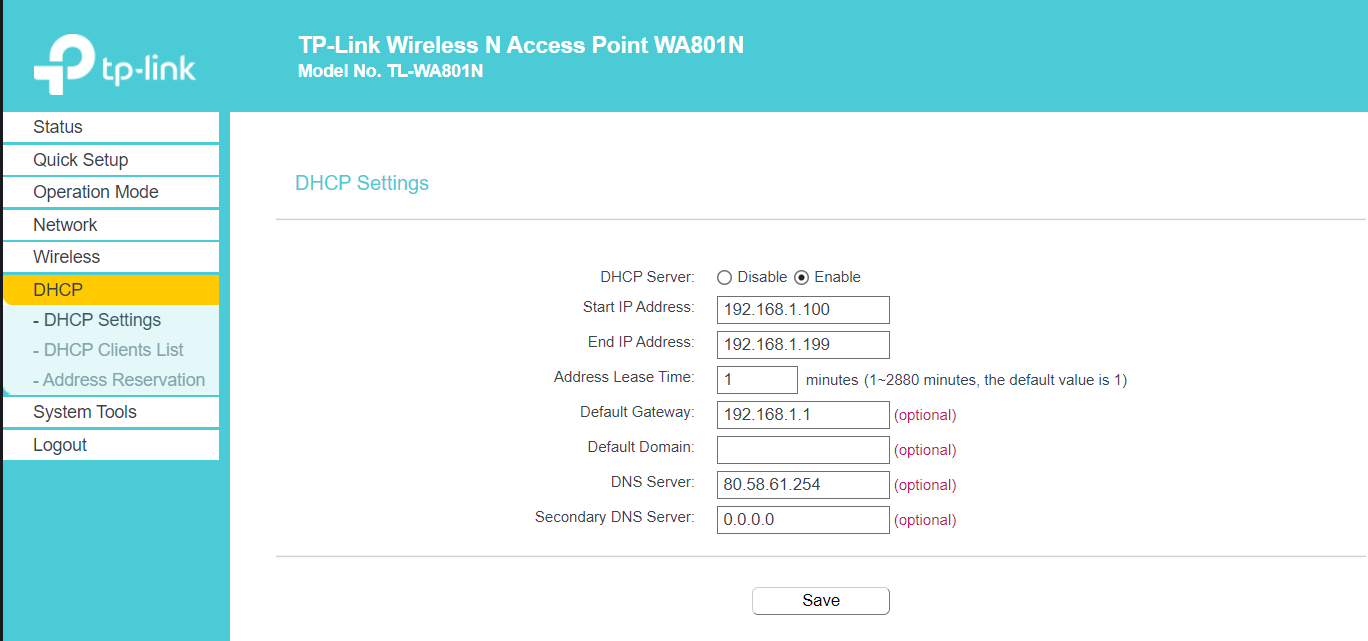 tp-link
TP-Link Wireless N Access Point WA801N
Model No. TL-WA801N
Status
Quick Setup
Operation Mode
Network
Wireless
DHCP
- DHCP Settings
- DHCP Clients List
- Address Reservation
System Tools
Logout
DHCP Settings
DHCP Server: Disable Enable
Start IP Address: 192.168.1.100
End IP Address: 192.168.1.199
Address Lease Time: 1 minutes (1~2880 minutes, the default value is 1)
Default Gateway: 192.168.1.1 (optional)
Default Domain: (optional)
DNS Server: 80.58.61.254 (optional)
Secondary DNS Server: 0.0.0.0 (optional)
Save